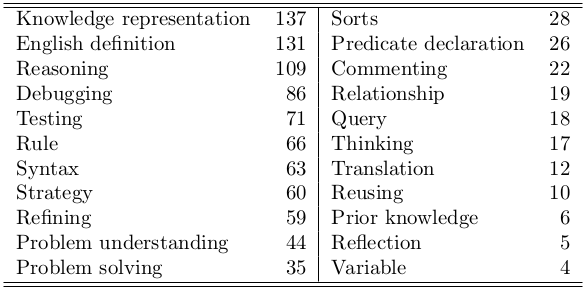 Knowledge representation 137 Sorts 28
English definition 131 Predicate declaration 26
Reasoning 109 Commenting 22
Debugging 86 Relationship 19
Testing 71 Query 18
Rule 66 Thinking 17
Syntax 63 Translation 12
Strategy 60 Reusing 10
Refining 59 Prior knowledge 6
Problem understanding 44 Reflection 5
Problem solving 35 Variable 4